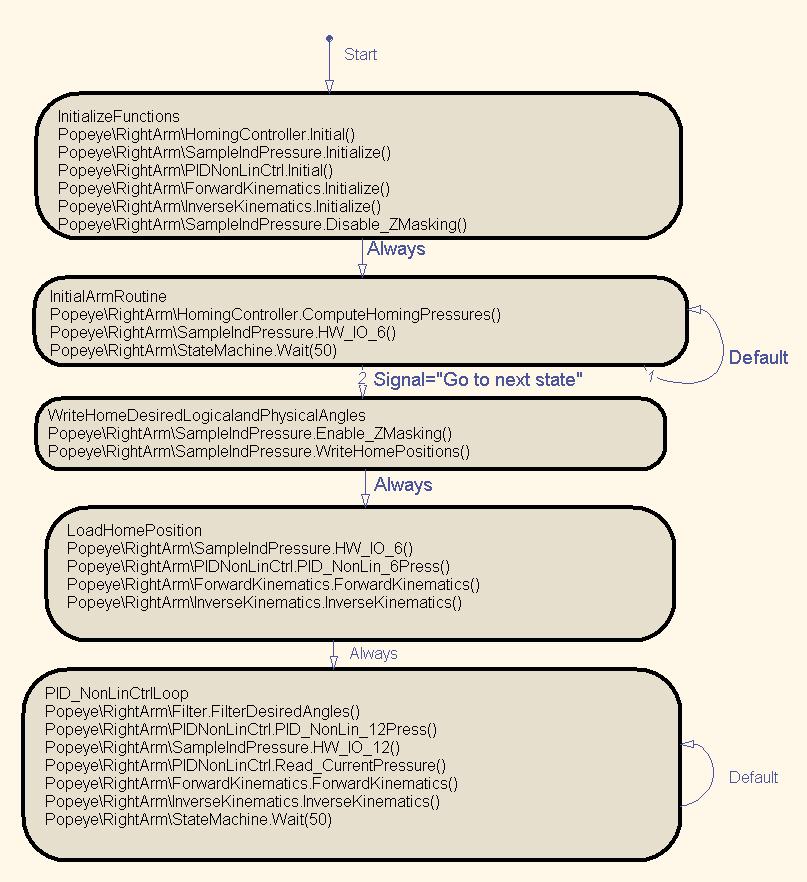 Start
InitializeFunctions
Popeye\RightArm\HomingController.Initial()
Popeye\RightArm\SampleIndPressure.Initialize()
Popeye\RightArm\PIDNonLinCtrl.Initial()
Popeye\RightArm\ForwardKinematics.Initialize()
Popeye\RightArm\InverseKinematics.Initialize()
Popeye\RightArm\SampleIndPressure.Disable_ZMasking()
Always
InitialArmRoutine
Popeye\RightArm\HomingController.ComputeHomingPressures()
Popeye\RightArm\SampleIndPressure.HW_IO_6()
Popeye\RightArm\StateMachine.Wait(50)
Default
1
2 Signal="Go to next state"
WriteHomeDesiredLogicalandPhysicalAngles
Popeye\RightArm\SampleIndPressure.Enable_ZMasking()
Popeye\RightArm\SampleIndPressure.WriteHomePositions()
Always
LoadHomePosition
Popeye\RightArm\SampleIndPressure.HW_IO_6()
Popeye\RightArm\PIDNonLinCtrl.PID_NonLin_6Press()
Popeye\RightArm\ForwardKinematics.ForwardKinematics()
Popeye\RightArm\InverseKinematics.InverseKinematics()
Always
PID_NonLinCtrlLoop
Popeye\RightArm\Filter.FilterDesiredAngles()
Popeye\RightArm\PIDNonLinCtrl.PID_NonLin_12Press()
Popeye\RightArm\SampleIndPressure.HW_IO_12()
Popeye\RightArm\PIDNonLinCtrl.Read_CurrentPressure()
Popeye\RightArm\ForwardKinematics.ForwardKinematics()
Popeye\RightArm\InverseKinematics.InverseKinematics()
Popeye\RightArm\StateMachine.Wait(50)
Default